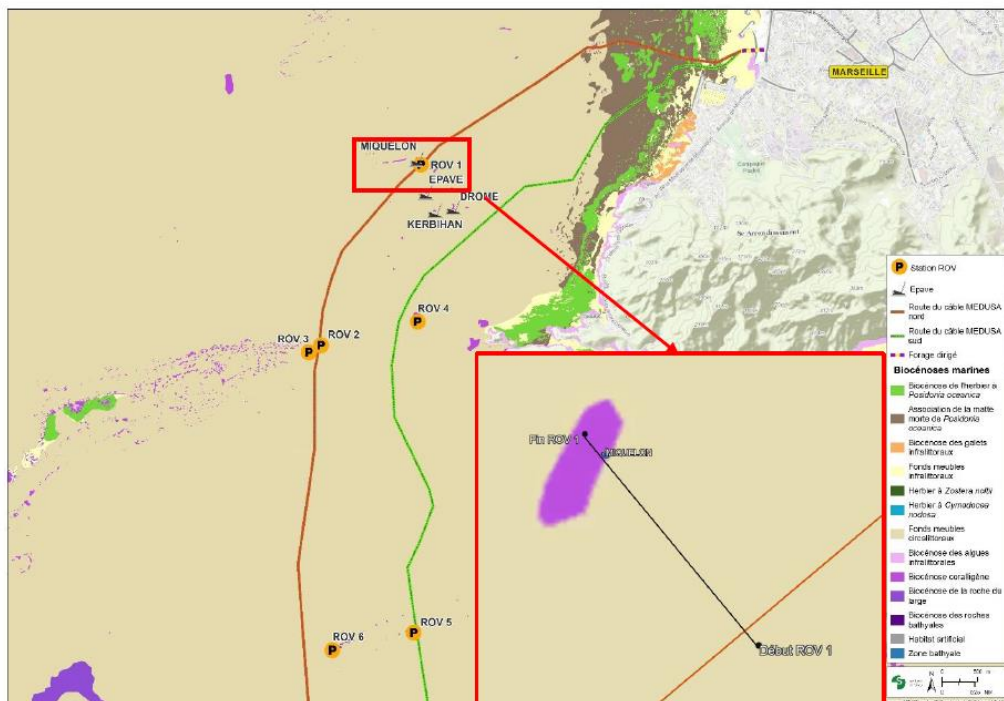 MARSEILLE
MIQUELON
ROV 1
EPAVE
DROME
KERBIHAN
ROV 4
ROV 3
ROV 2
ROV 5
ROV 6
Fin ROV 1
MIQUELON
Début ROV 1
Station ROV
Epave
Route du câble MEDUSA
nord
Route du câble MEDUSA
sud
Forage dirigé
Biocénoses marines
Biocénose de l'herbier à
Posidonia oceanica
Association de la matte
morte de Posidonia
oceanica
Biocénose des galets
infralittoraux
Fonds meubles
infralittoraux
Herbier à Zostera noltii
Herbier à Cymodocea
nodosa
Fonds meubles
circalittoraux
Biocénose des algues
infralittorales
Biocénose coralligène
Biocénose de la roche du
large
Biocénose des roches
bathyales
Habitat artificiel
Zone bathyale
N